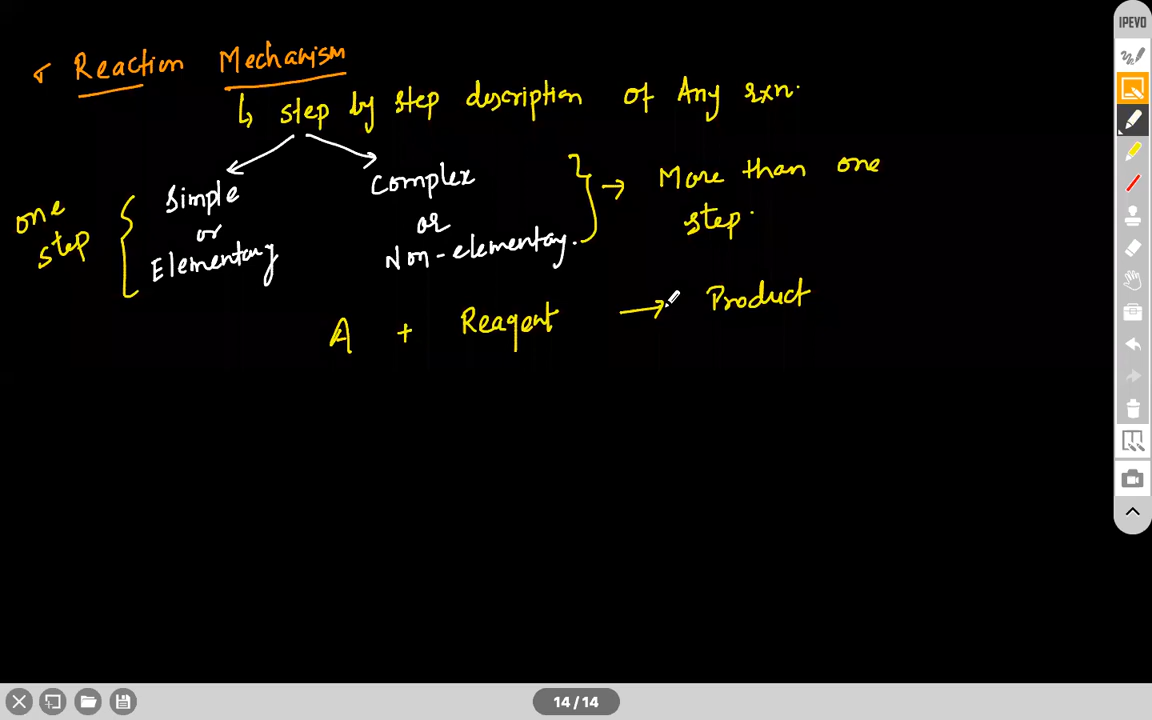 Reaction Mechanism
↳ step by step description of Any rxn.
one step
Simple
or
Elementary
Complex
or
Non-elementary.
→ More than one
step.
A + Reagent → Product
IPEVO
14 / 14